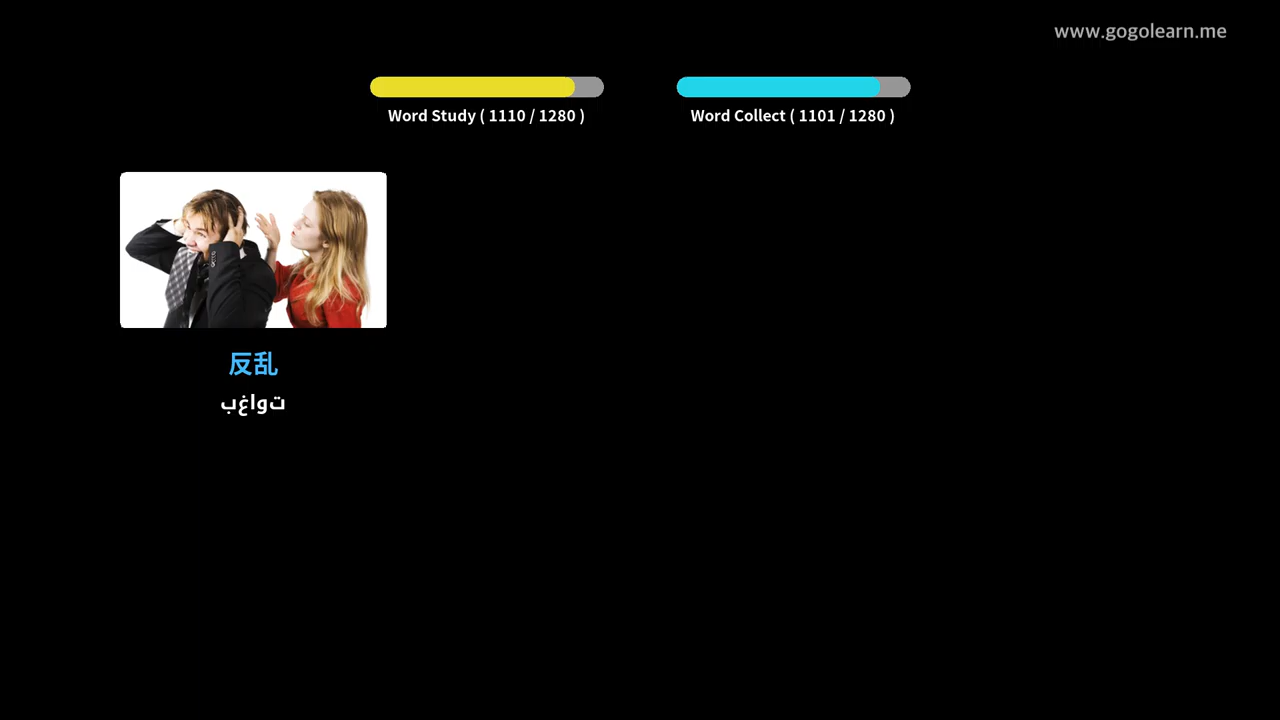 www.gogolearn.me
Word Study ( 1110 / 1280 )
Word Collect ( 1101 / 1280 )
反乱
تواغب